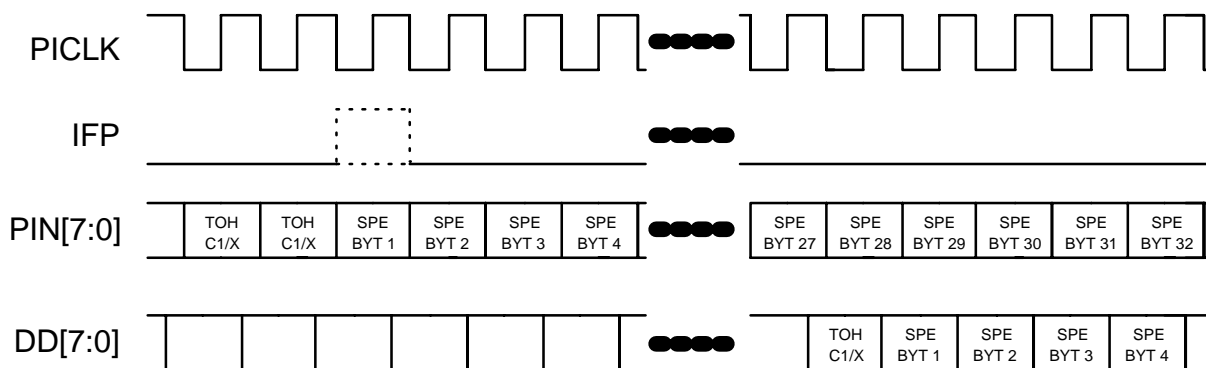 PICLK
IFP
PIN[7:0]
TOH
C1/X
TOH
C1/X
SPE
BYT 1
SPE
BYT 2
SPE
BYT 3
SPE
BYT 4
SPE
BYT 27
SPE
BYT 28
SPE
BYT 29
SPE
BYT 30
SPE
BYT 31
SPE
BYT 32
DD[7:0]
TOH
C1/X
SPE
BYT 1
SPE
BYT 2
SPE
BYT 3
SPE
BYT 4